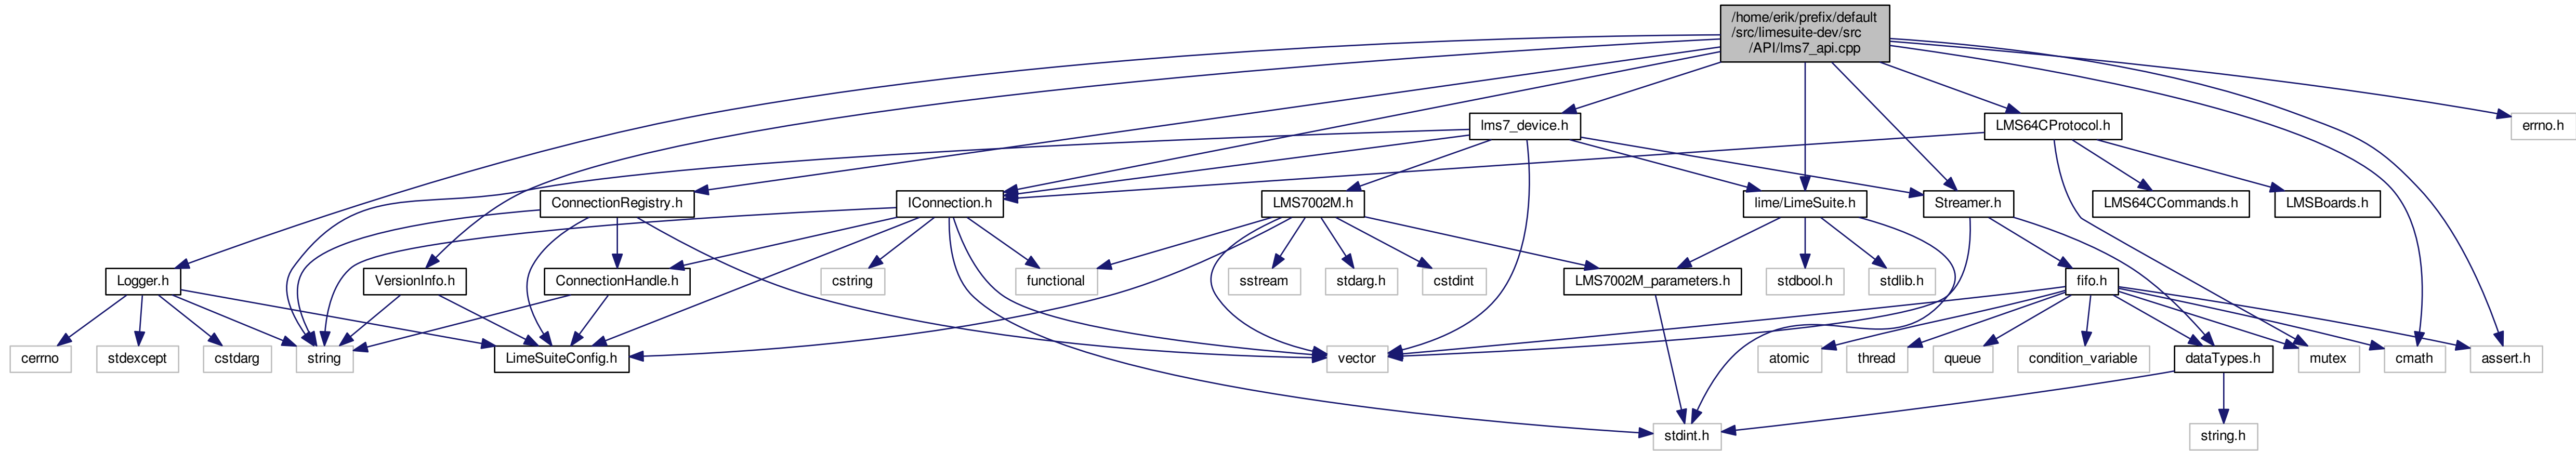 /home/erik/prefix/default
/src/limesuite-dev/src
/API/lms7_api.cpp
lms7_device.h
LMS64CProtocol.h
errno.h
ConnectionRegistry.h
IConnection.h
LMS7002M.h
lime/LimeSuite.h
Streamer.h
LMS64CCommands.h
LMSBoards.h
Logger.h
VersionInfo.h
ConnectionHandle.h
cstring
functional
sstream
stdarg.h
cstdint
LMS7002M_parameters.h
stdbool.h
stdlib.h
fifo.h
cerrno
stdexcept
cstdarg
string
LimeSuiteConfig.h
vector
atomic
thread
queue
condition_variable
dataTypes.h
mutex
cmath
assert.h
stdint.h
string.h